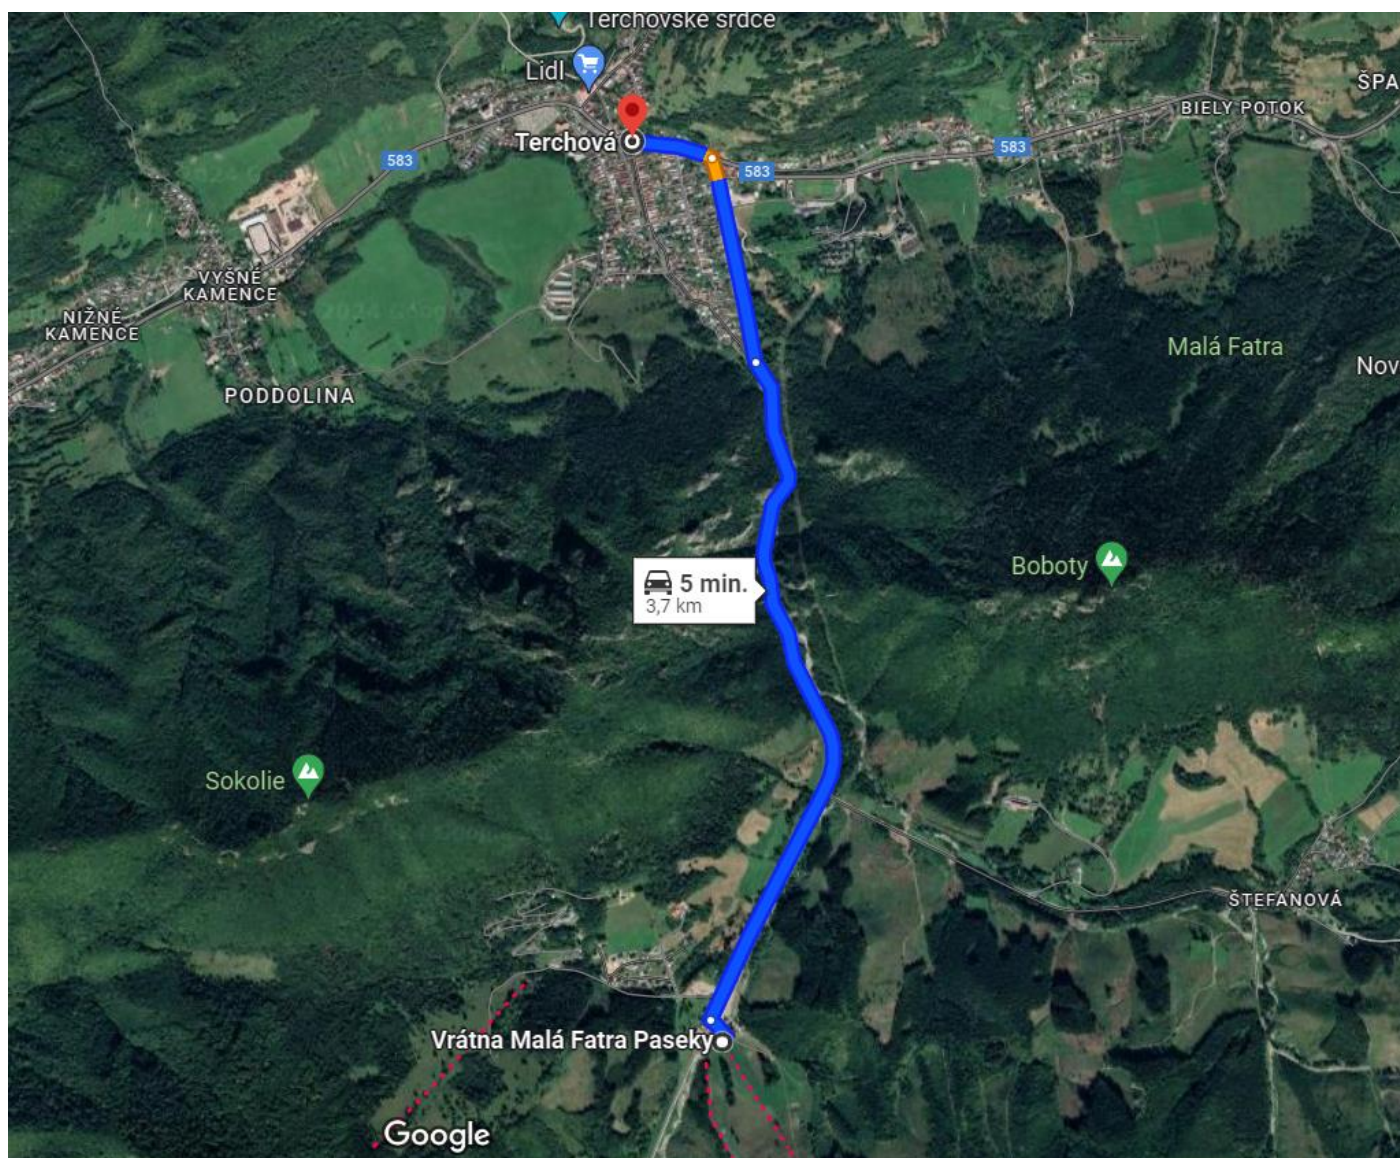 Terchovské srdce
Lidl
ŠPA
BIELY POTOK
Terchová
583
583
583
VYŠNÉ
KAMENCE
NIŽNÉ
KAMENCE
Malá Fatra
Nov
PODDOLINA
Boboty
5 min.
3,7 km
Sokolie
ŠTEFANOVÁ
Vrátna Malá Fatra Paseky
Google